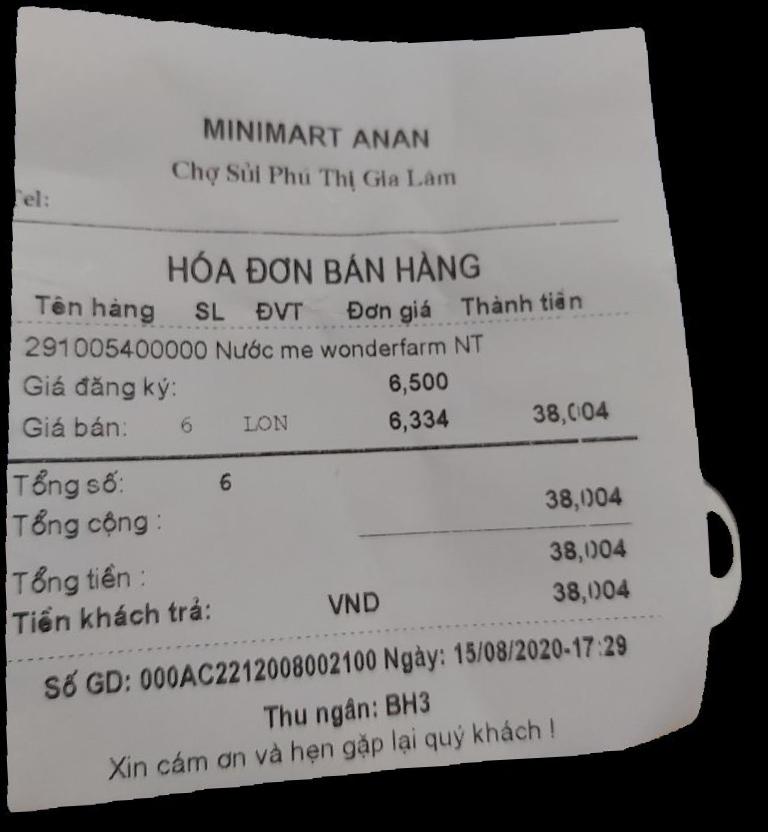 MINIMART ANAN
Chợ Sủi Phú Thị Gia Lâm
Tel:
HÓA ĐƠN BÁN HÀNG
Tên hàng SL ĐVT Đơn giá Thành tiền
291005400000 Nước me wonderfarm NT
Giá đăng ký: 6,500
Giá bán: 6 LON 6,334 38,004
Tổng số: 6
Tổng cộng : 38,004
Tổng tiền : 38,004
Tiền khách trả: VND 38,004
Số GD: 000AC2212008002100 Ngày: 15/08/2020-17:29
Thu ngân: BH3
Xin cám ơn và hẹn gặp lại quý khách !